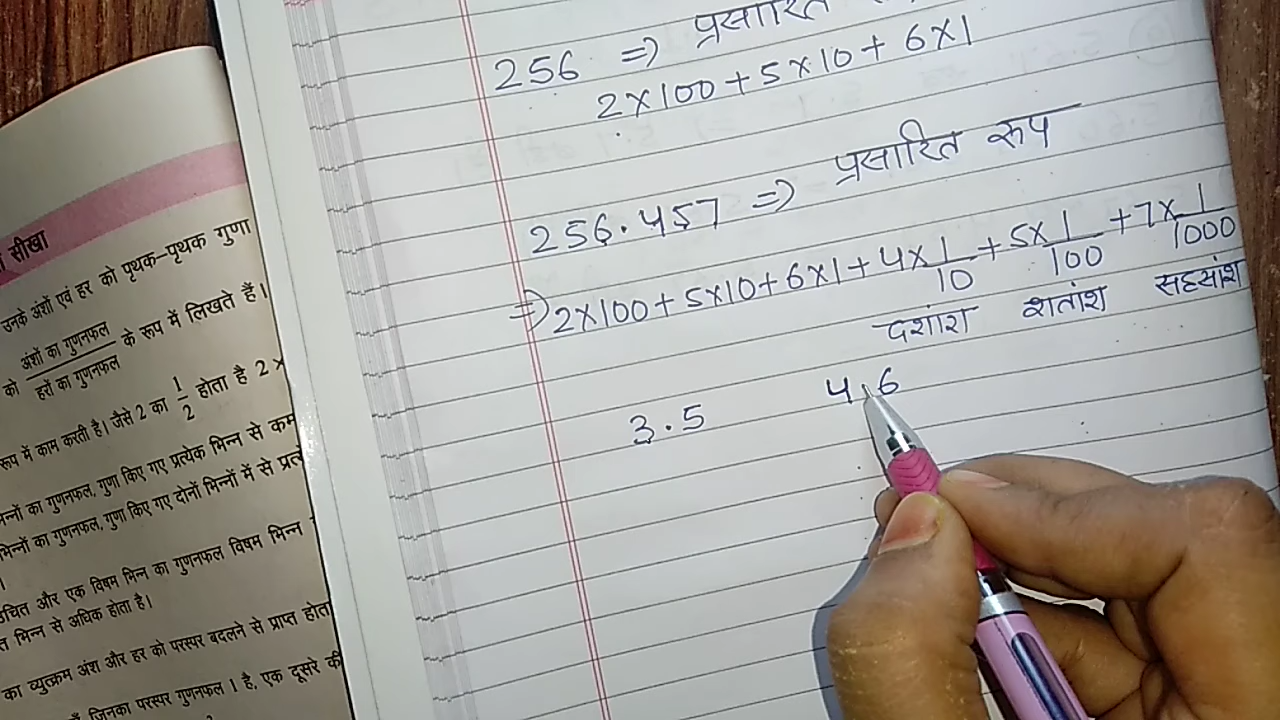 सीखा
उनके अंशों एवं हर को पृथक–पृथक गुणा
को अंशों का गुणनफल / हरों का गुणनफल के रूप में लिखते हैं।
रूप में काम करती है। जैसे 2 का 1/2 होता है 2 ×
भिन्नों का गुणनफल, गुणा किए गए प्रत्येक भिन्न से कम
भिन्नों का गुणनफल, गुणा किए गए दोनों भिन्नों में से प्रत्ये
उचित और एक विषम भिन्न का गुणनफल विषम भिन्न
भिन्न से अधिक होता है।
का व्युत्क्रम अंश और हर को परस्पर बदलने से प्राप्त होता
जिनका परस्पर गुणनफल 1 है, एक दूसरे की
256 ⇒ प्रसारित
2×100+5×10+6×1
256.457 ⇒ प्रसारित रूप
⇒ 2×100+5×10+6×1+4×1/10+5×1/100+7×1/1000
दशांश शतांश सहस्रांश
3.5 4.6